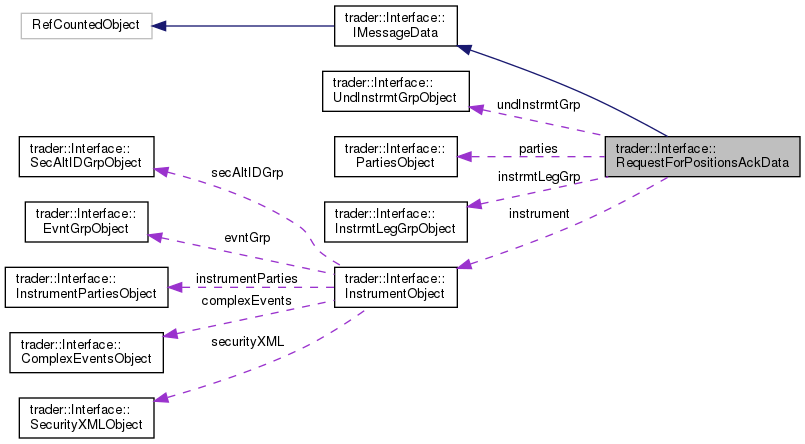 RefCountedObject
trader::Interface::
IMessageData
trader::Interface::
UndInstrmtGrpObject
undInstrmtGrp
trader::Interface::
RequestForPositionsAckData
trader::Interface::
PartiesObject
parties
trader::Interface::
SecAltIDGrpObject
secAltIDGrp
instrmtLegGrp
trader::Interface::
InstrmtLegGrpObject
instrument
trader::Interface::
EvntGrpObject
evntGrp
trader::Interface::
InstrumentPartiesObject
instrumentParties
trader::Interface::
InstrumentObject
complexEvents
trader::Interface::
ComplexEventsObject
securityXML
trader::Interface::
SecurityXMLObject